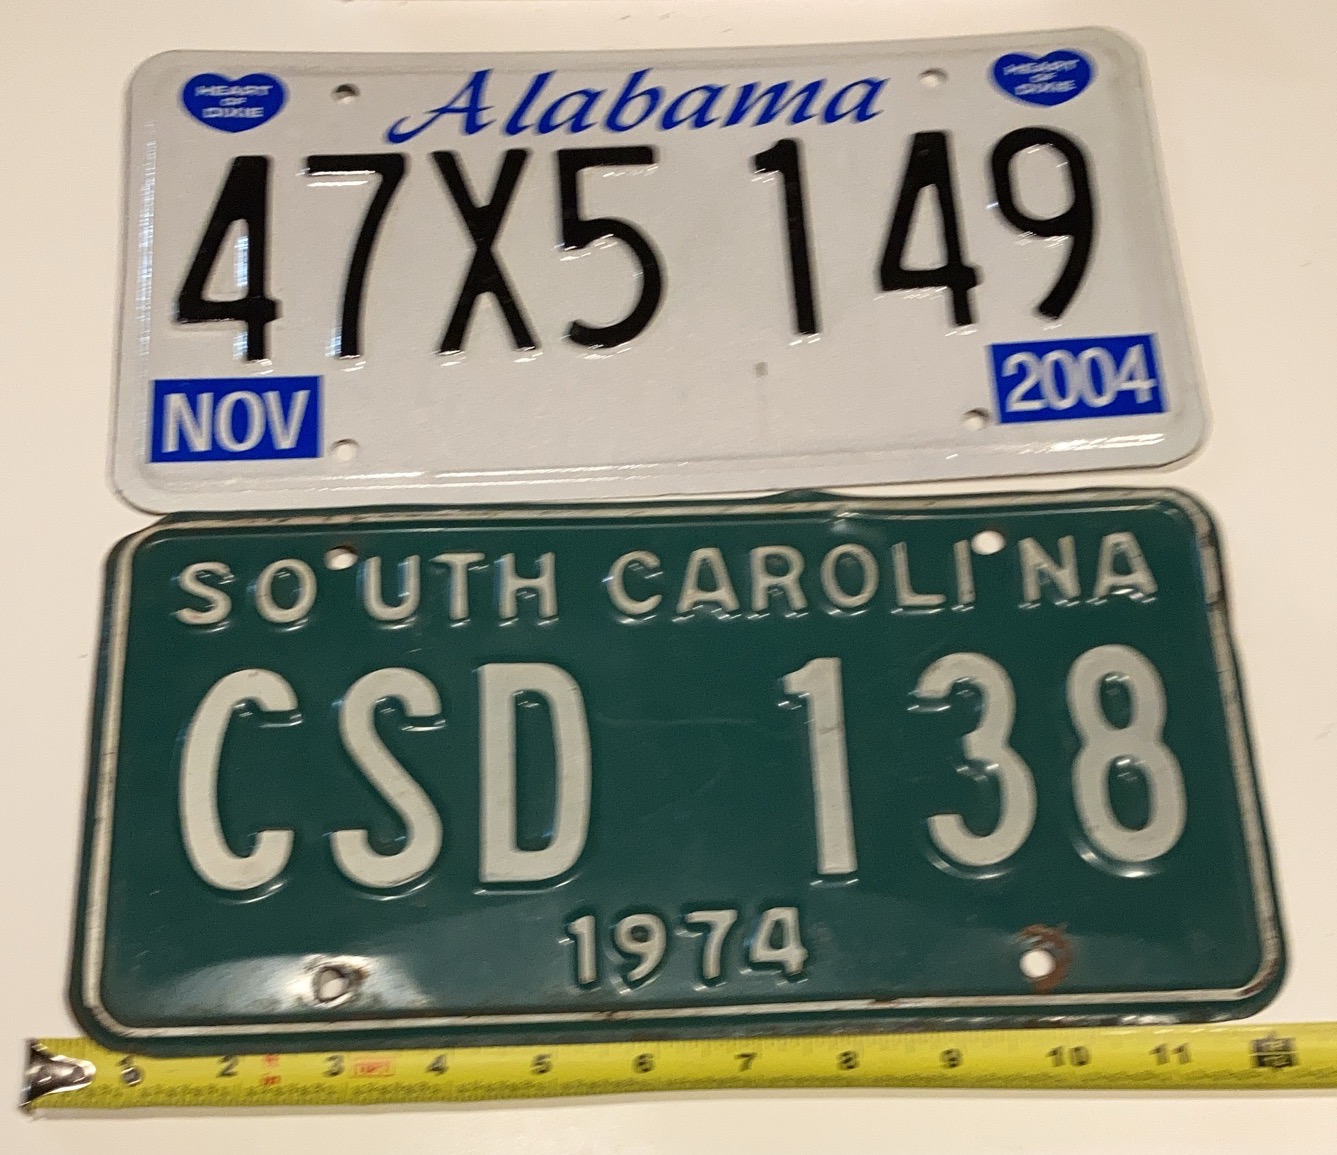 HEART OF DIXIE Alabama HEART OF DIXIE
47X5 149
NOV 2004
SOUTH CAROLINA
CSD 138
1974
1 2 3 4 5 6 7 8 9 10 11